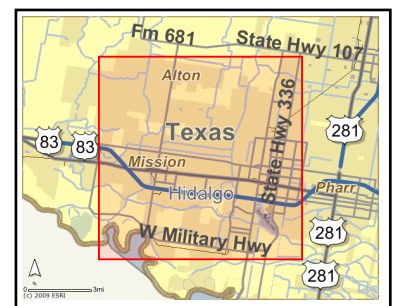 Fm 681
State Hwy 107
Alton
State Hwy 336
Texas
281
83
83
Mission
Hidalgo
Pharr
W Military Hwy
281
281
N
0 3mi
(c) 2009 ESRI